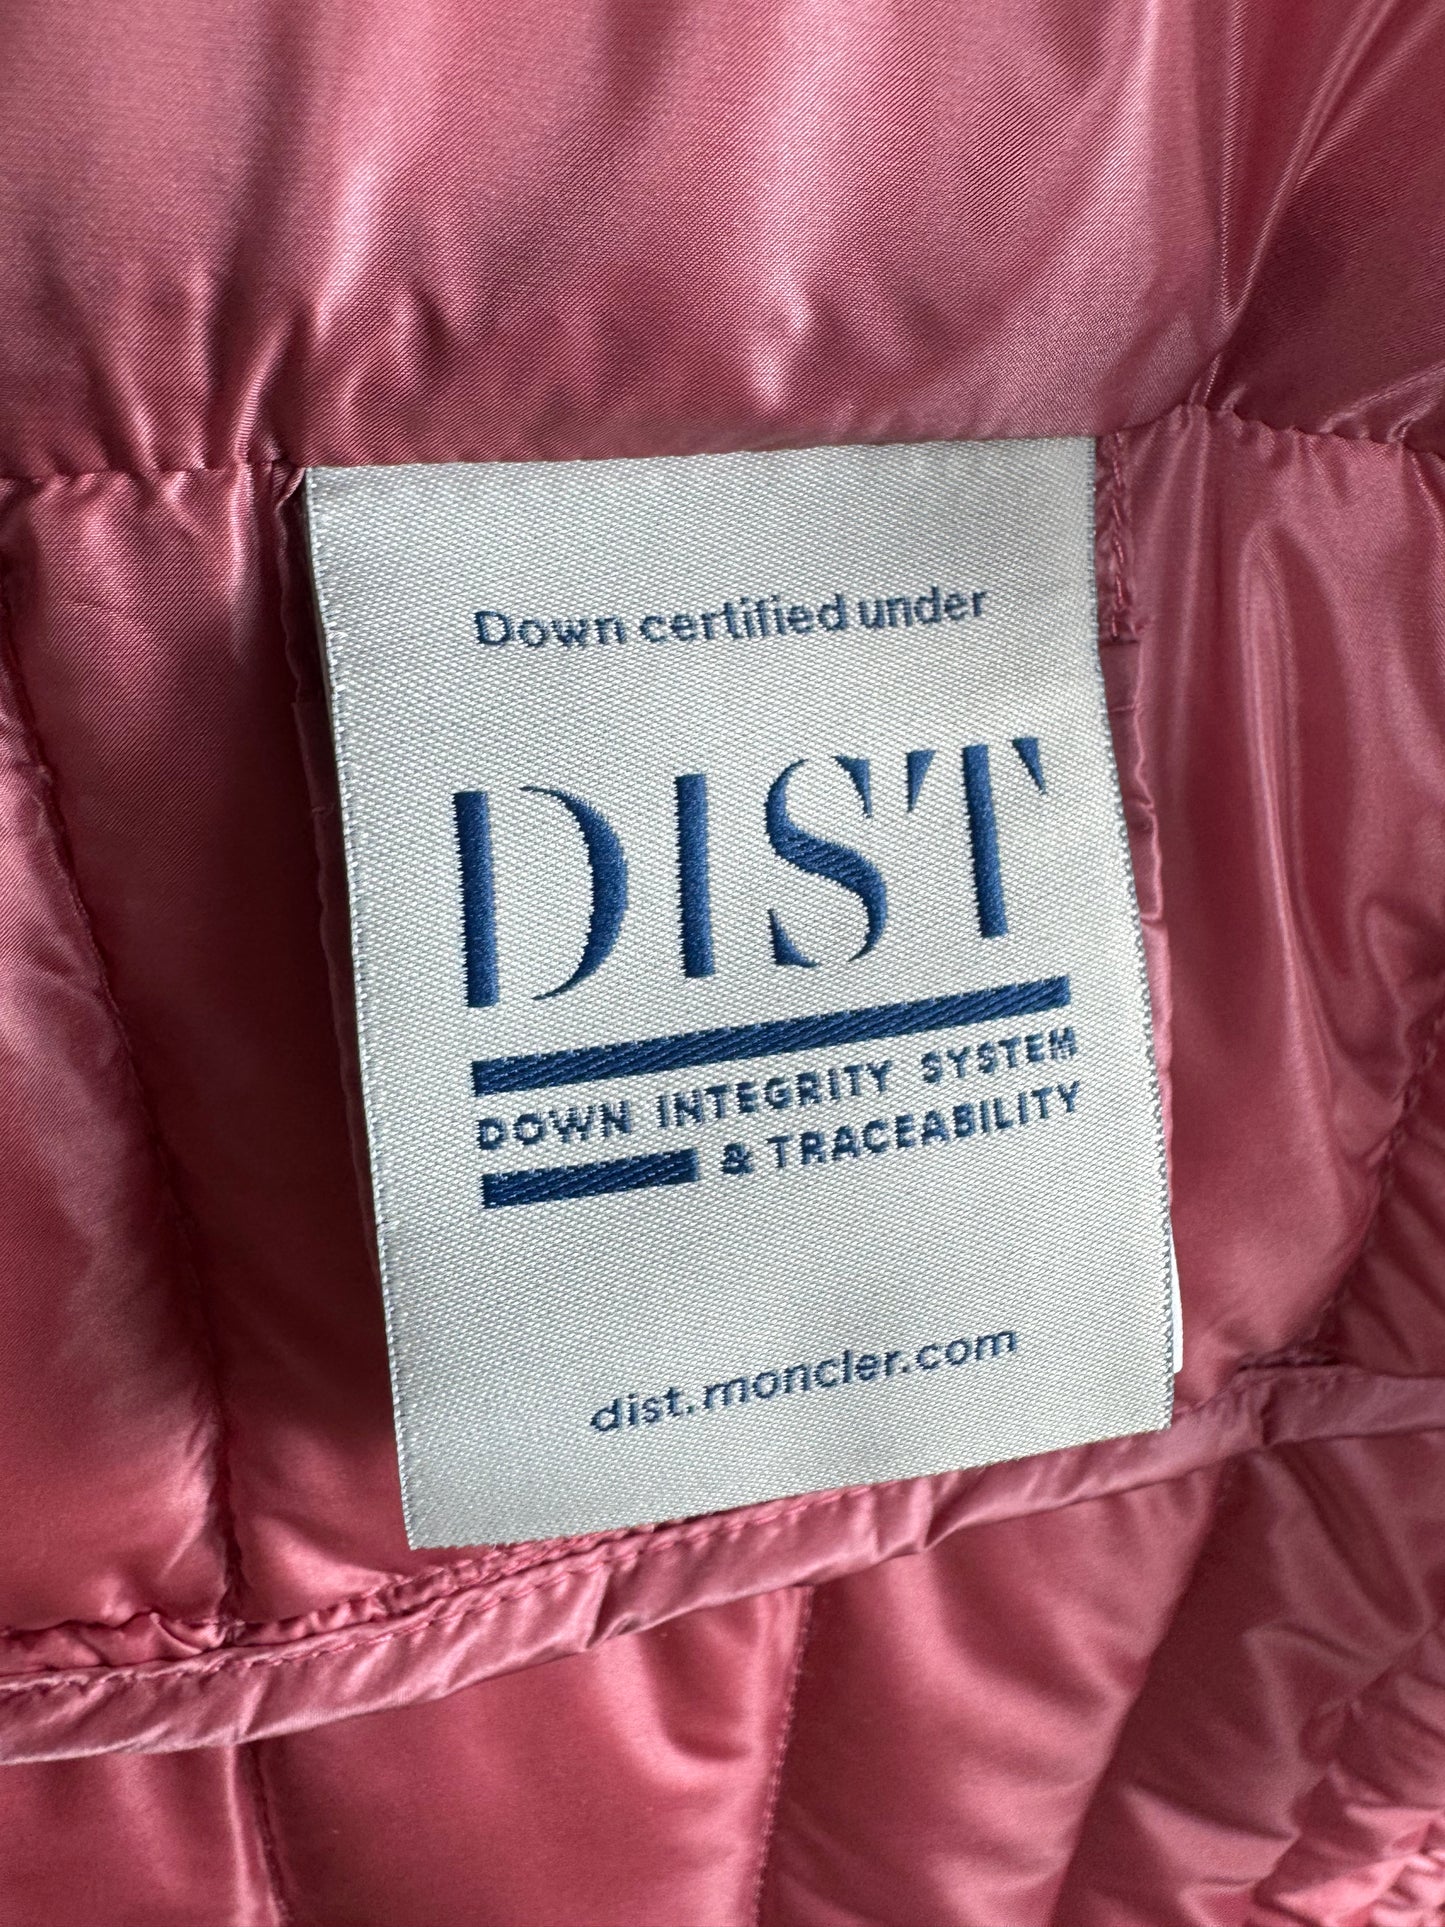 Down certified under
DIST
DOWN INTEGRITY SYSTEM
& TRACEABILITY
dist.moncler.com